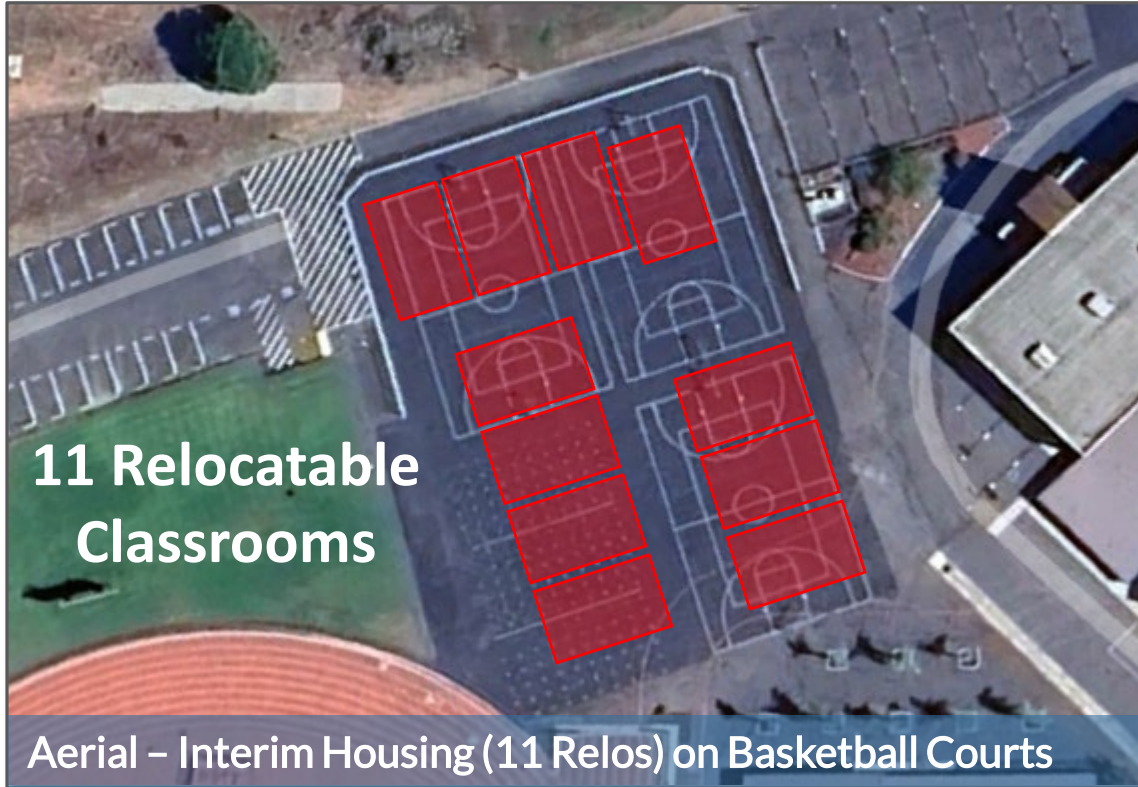 11 Relocatable
Classrooms
Aerial – Interim Housing (11 Relos) on Basketball Courts